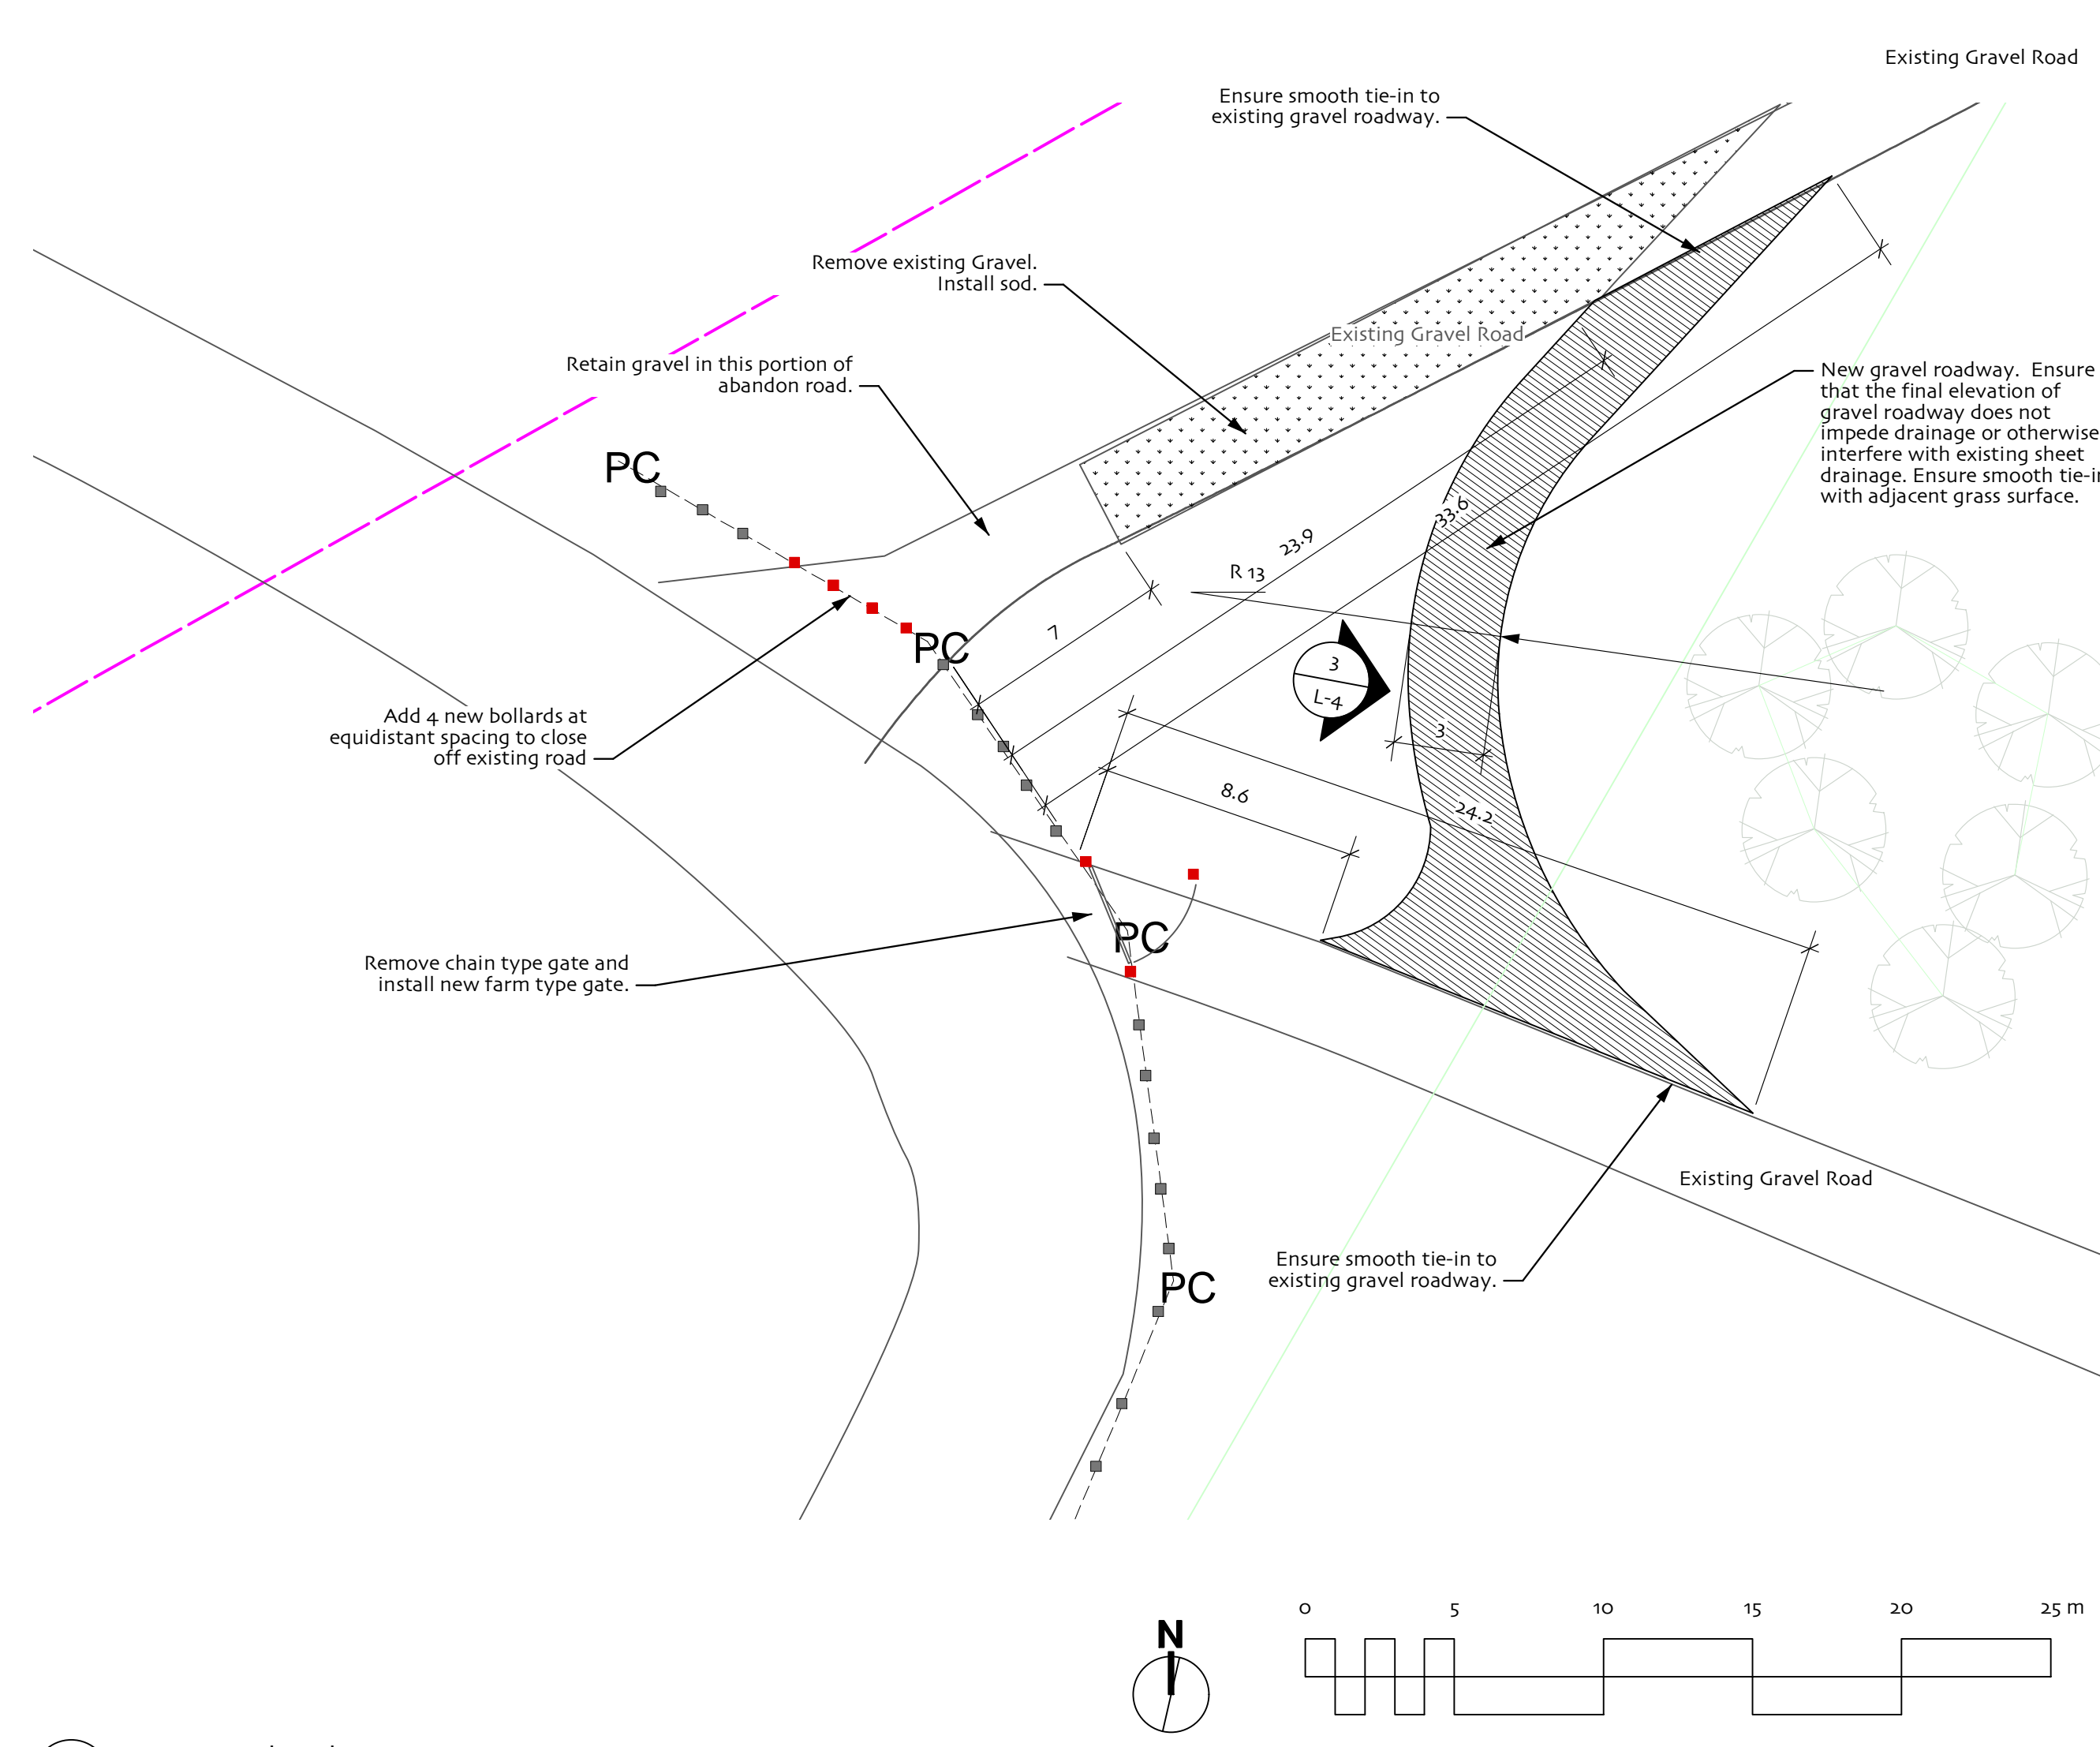 Existing Gravel Road
Ensure smooth tie-in to
existing gravel roadway.
Remove existing Gravel.
Install sod.
Existing Gravel Road
Retain gravel in this portion of
abandon road.
New gravel roadway.  Ensure
that the final elevation of
gravel roadway does not
impede drainage or otherwise
interfere with existing sheet
drainage. Ensure smooth tie-in
with adjacent grass surface.
PC
33.6
23.9
R 13
7
PC
3
L-4
Add 4 new bollards at
equidistant spacing to close
off existing road
3
8.6
24.2
PC
Remove chain type gate and
install new farm type gate.
Existing Gravel Road
Ensure smooth tie-in to
existing gravel roadway.
PC
N
0 5 10 15 20 25 m